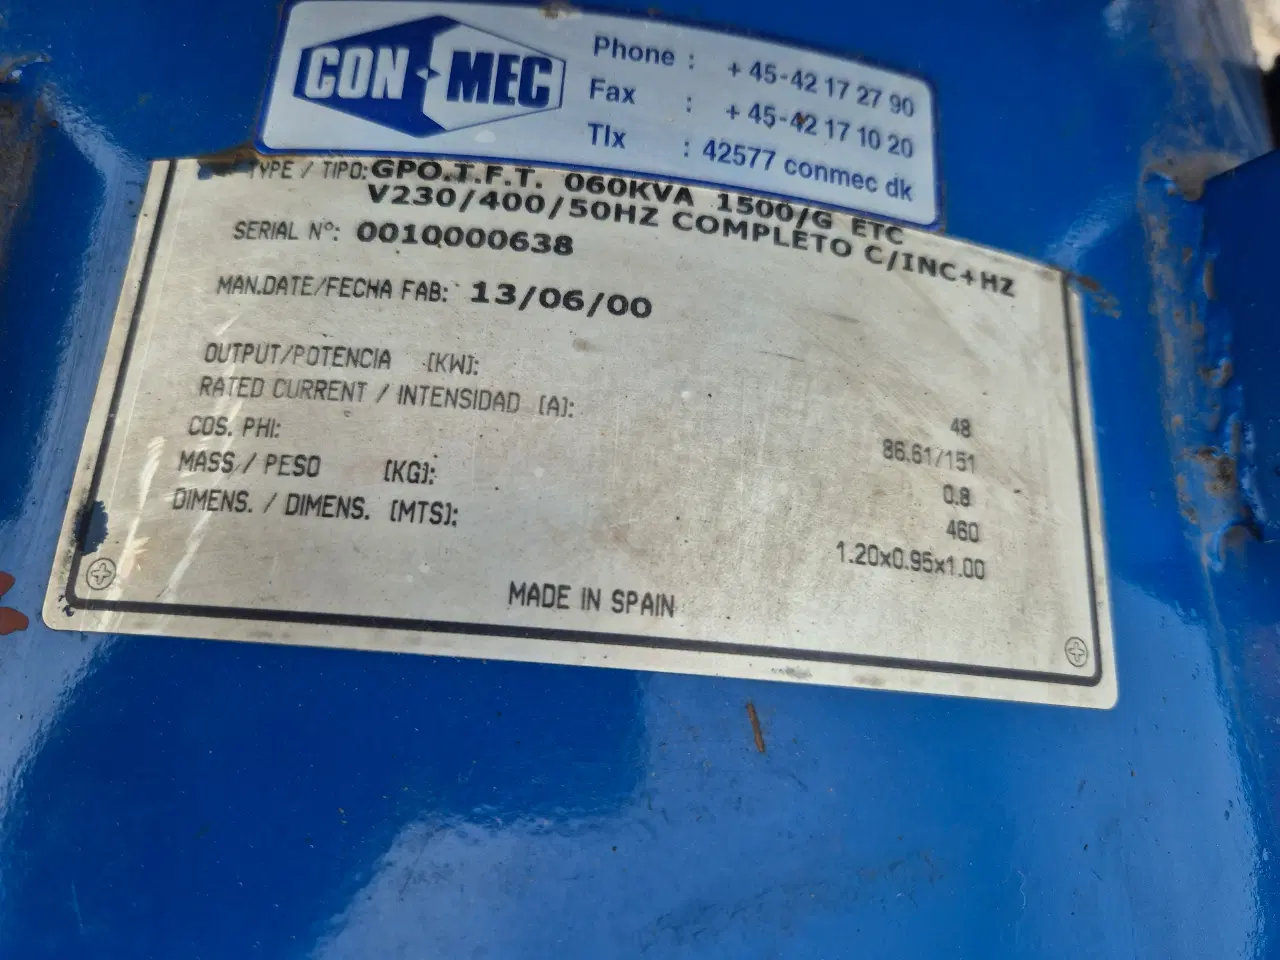 CON-MEC
Phone : + 45-42 17 27 90
Fax : + 45-42 17 10 20
Tlx : 42577 conmec dk
TYPE / TIPO: GPO.T.F.T. 060KVA 1500/G ETC
V230/400/50HZ COMPLETO C/INC+HZ
SERIAL Nº: 0010000638
MAN.DATE/FECHA FAB: 13/06/00
OUTPUT/POTENCIA [KW]: 48
RATED CURRENT / INTENSIDAD [A]: 86.61/151
COS. PHI: 0.8
MASS / PESO [KG]: 460
DIMENS. / DIMENS. [MTS]: 1.20x0.95x1.00
MADE IN SPAIN